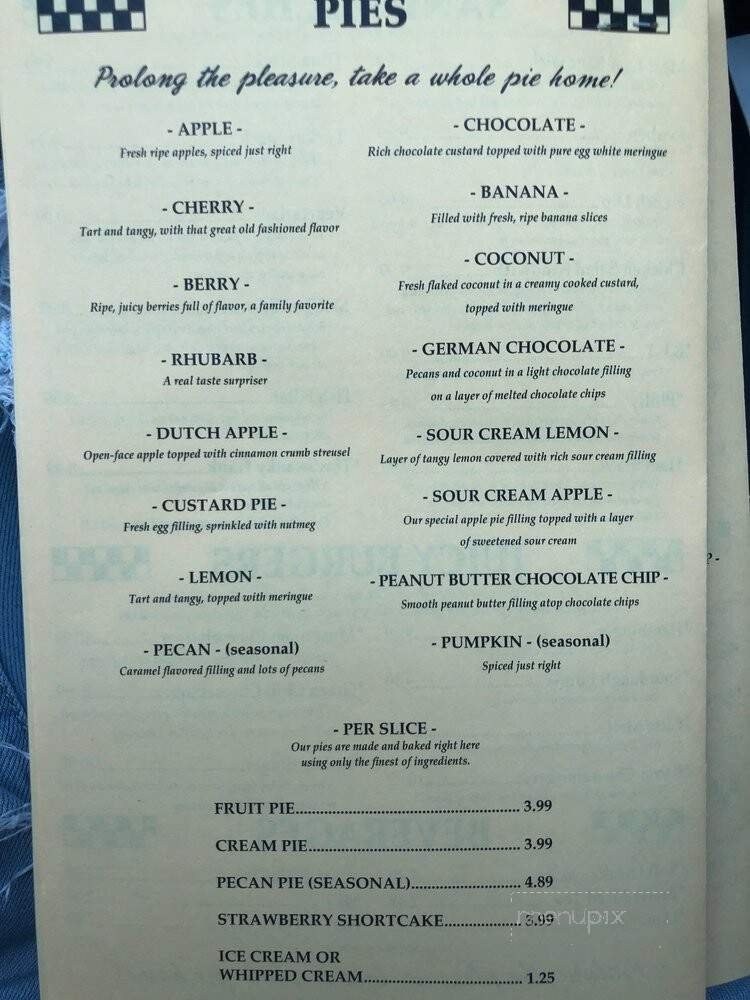 PIES
Prolong the pleasure, take a whole pie home!
- APPLE -
Fresh ripe apples, spiced just right
- CHERRY -
Tart and tangy, with that great old fashioned flavor
- BERRY -
Ripe, juicy berries full of flavor, a family favorite
- RHUBARB -
A real taste surpriser
- DUTCH APPLE -
Open-face apple topped with cinnamon crumb streusel
- CUSTARD PIE -
Fresh egg filling, sprinkled with nutmeg
- LEMON -
Tart and tangy, topped with meringue
- PECAN - (seasonal)
Caramel flavored filling and lots of pecans
- CHOCOLATE -
Rich chocolate custard topped with pure egg white meringue
- BANANA -
Filled with fresh, ripe banana slices
- COCONUT -
Fresh flaked coconut in a creamy cooked custard,
topped with meringue
- GERMAN CHOCOLATE -
Pecans and coconut in a light chocolate filling
on a layer of melted chocolate chips
- SOUR CREAM LEMON -
Layer of tangy lemon covered with rich sour cream filling
- SOUR CREAM APPLE -
Our special apple pie filling topped with a layer
of sweetened sour cream
- PEANUT BUTTER CHOCOLATE CHIP -
Smooth peanut butter filling atop chocolate chips
- PUMPKIN - (seasonal)
Spiced just right
- PER SLICE -
Our pies are made and baked right here
using only the finest of ingredients.
FRUIT PIE.................................................. 3.99
CREAM PIE................................................ 3.99
PECAN PIE (SEASONAL)......................... 4.89
STRAWBERRY SHORTCAKE................. 3.99
ICE CREAM OR
WHIPPED CREAM.................................... 1.25
menupix